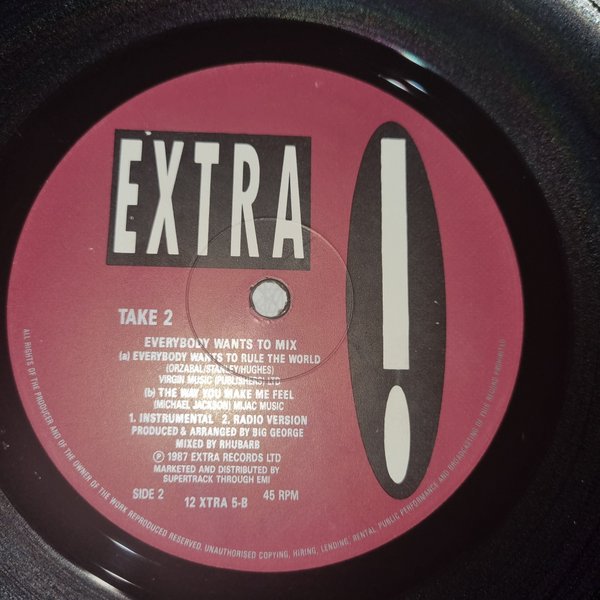 EXTRA !
TAKE 2
EVERYBODY WANTS TO MIX
(a) EVERYBODY WANTS TO RULE THE WORLD
(ORZABAL/STANLEY/HUGHES)
VIRGIN MUSIC (PUBLISHERS) LTD
(b) THE WAY YOU MAKE ME FEEL
(MICHAEL JACKSON) MIJAC MUSIC
1. INSTRUMENTAL 2. RADIO VERSION
PRODUCED & ARRANGED BY BIG GEORGE
MIXED BY RHUBARB
℗ 1987 EXTRA RECORDS LTD
MARKETED AND DISTRIBUTED BY
SUPERTRACK THROUGH EMI
SIDE 2 12 XTRA 5-B 45 RPM
ALL RIGHTS OF THE PRODUCER AND OF THE OWNER OF THE WORK REPRODUCED RESERVED. UNAUTHORISED COPYING, HIRING, LENDING, RENTAL, PUBLIC PERFORMANCE AND BROADCASTING OF THIS RECORD PROHIBITED